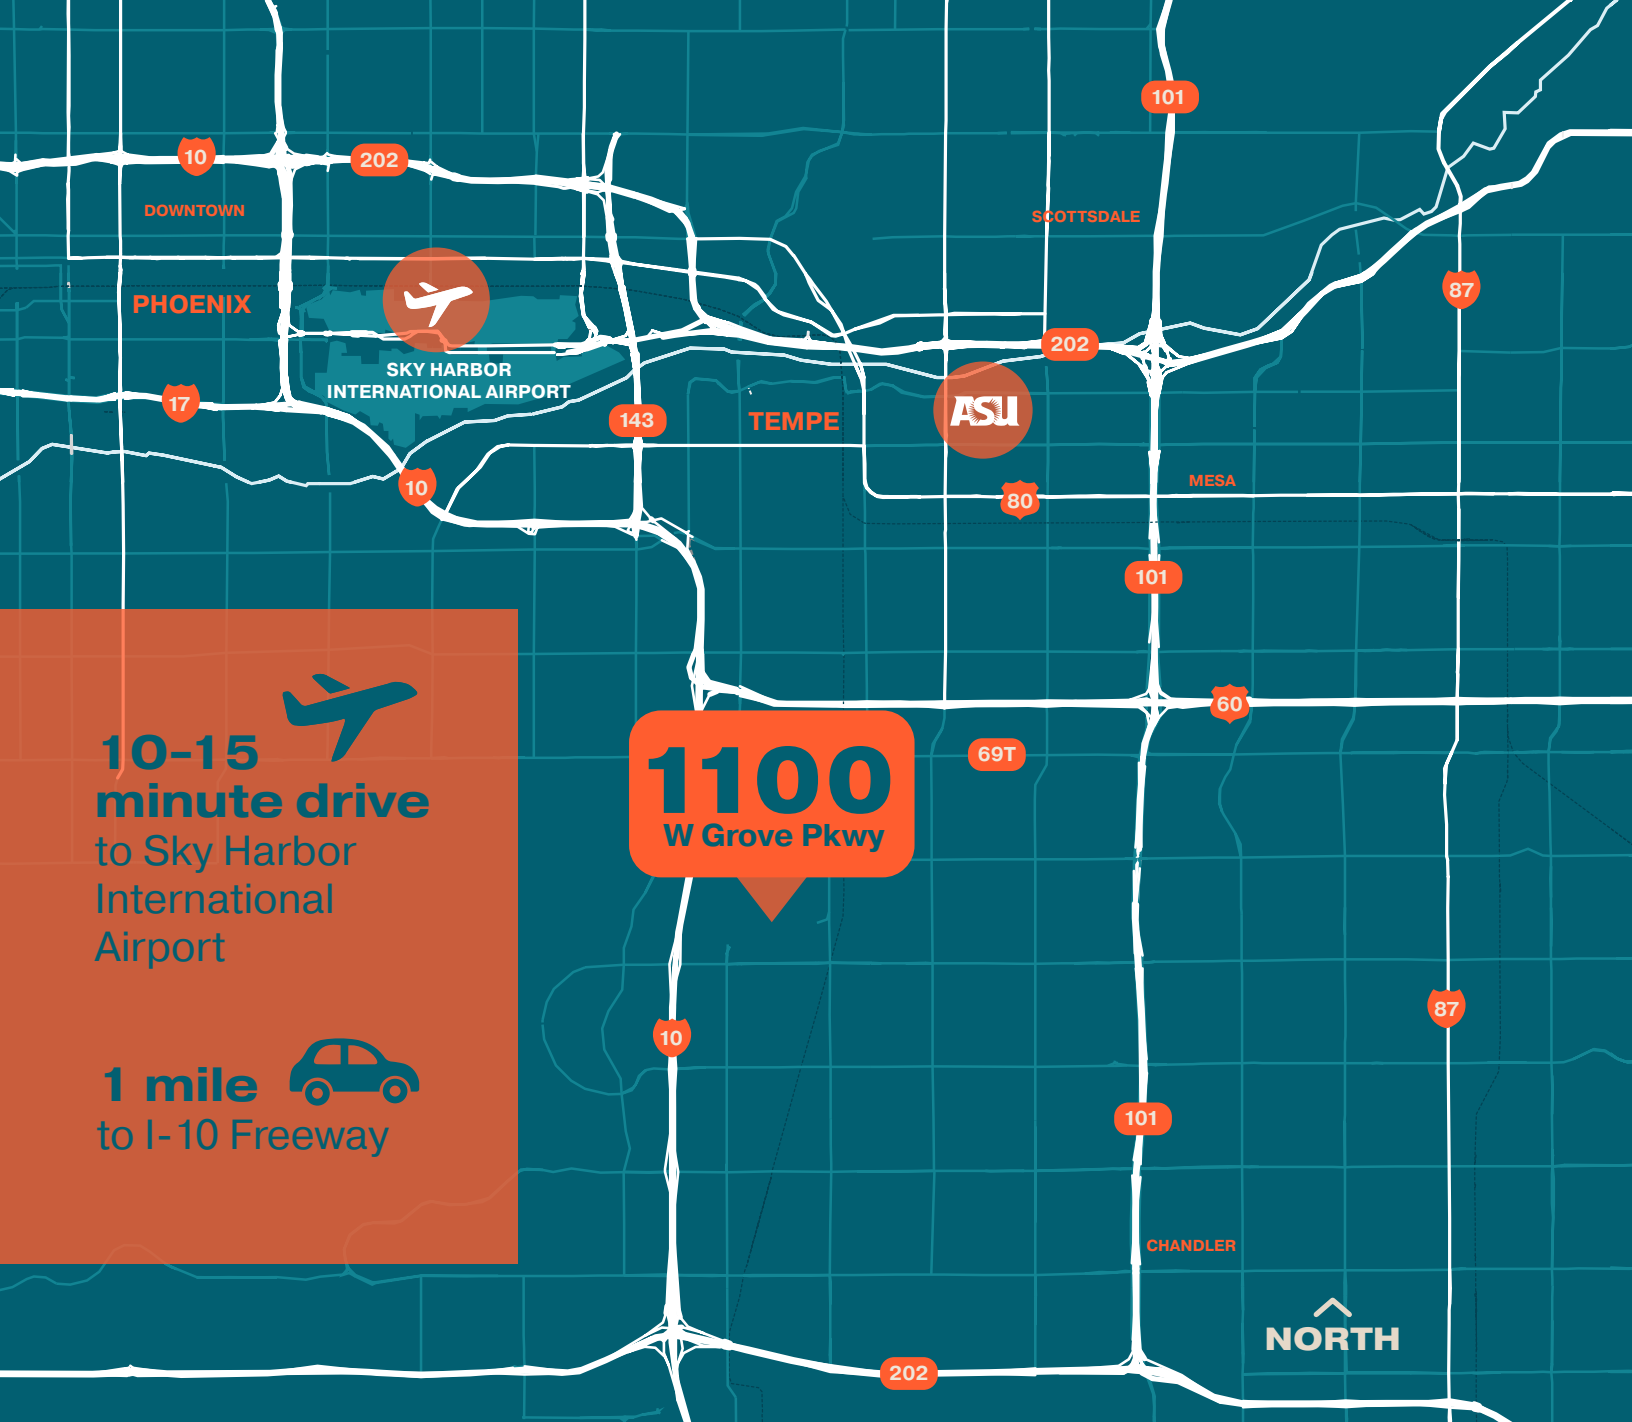 101
10
202
DOWNTOWN
SCOTTSDALE
PHOENIX
87
202
SKY HARBOR
INTERNATIONAL AIRPORT
17
143
TEMPE
ASU
10
80
MESA
101
60
10-15
minute drive
to Sky Harbor
International
Airport
1 mile
to I-10 Freeway
1100
W Grove Pkwy
69T
87
10
101
CHANDLER
NORTH
202